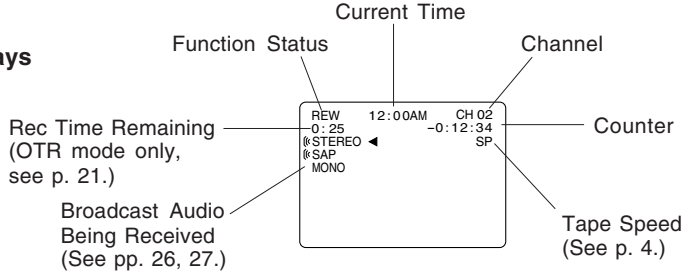 Current Time
Function Status
Channel
ays
REW 12:00AM CH 02
0:25 -0:12:34
STEREO ◄ SP
SAP
MONO
Rec Time Remaining
(OTR mode only,
see p. 21.)
Counter
Broadcast Audio
Being Received
(See pp. 26, 27.)
Tape Speed
(See p. 4.)